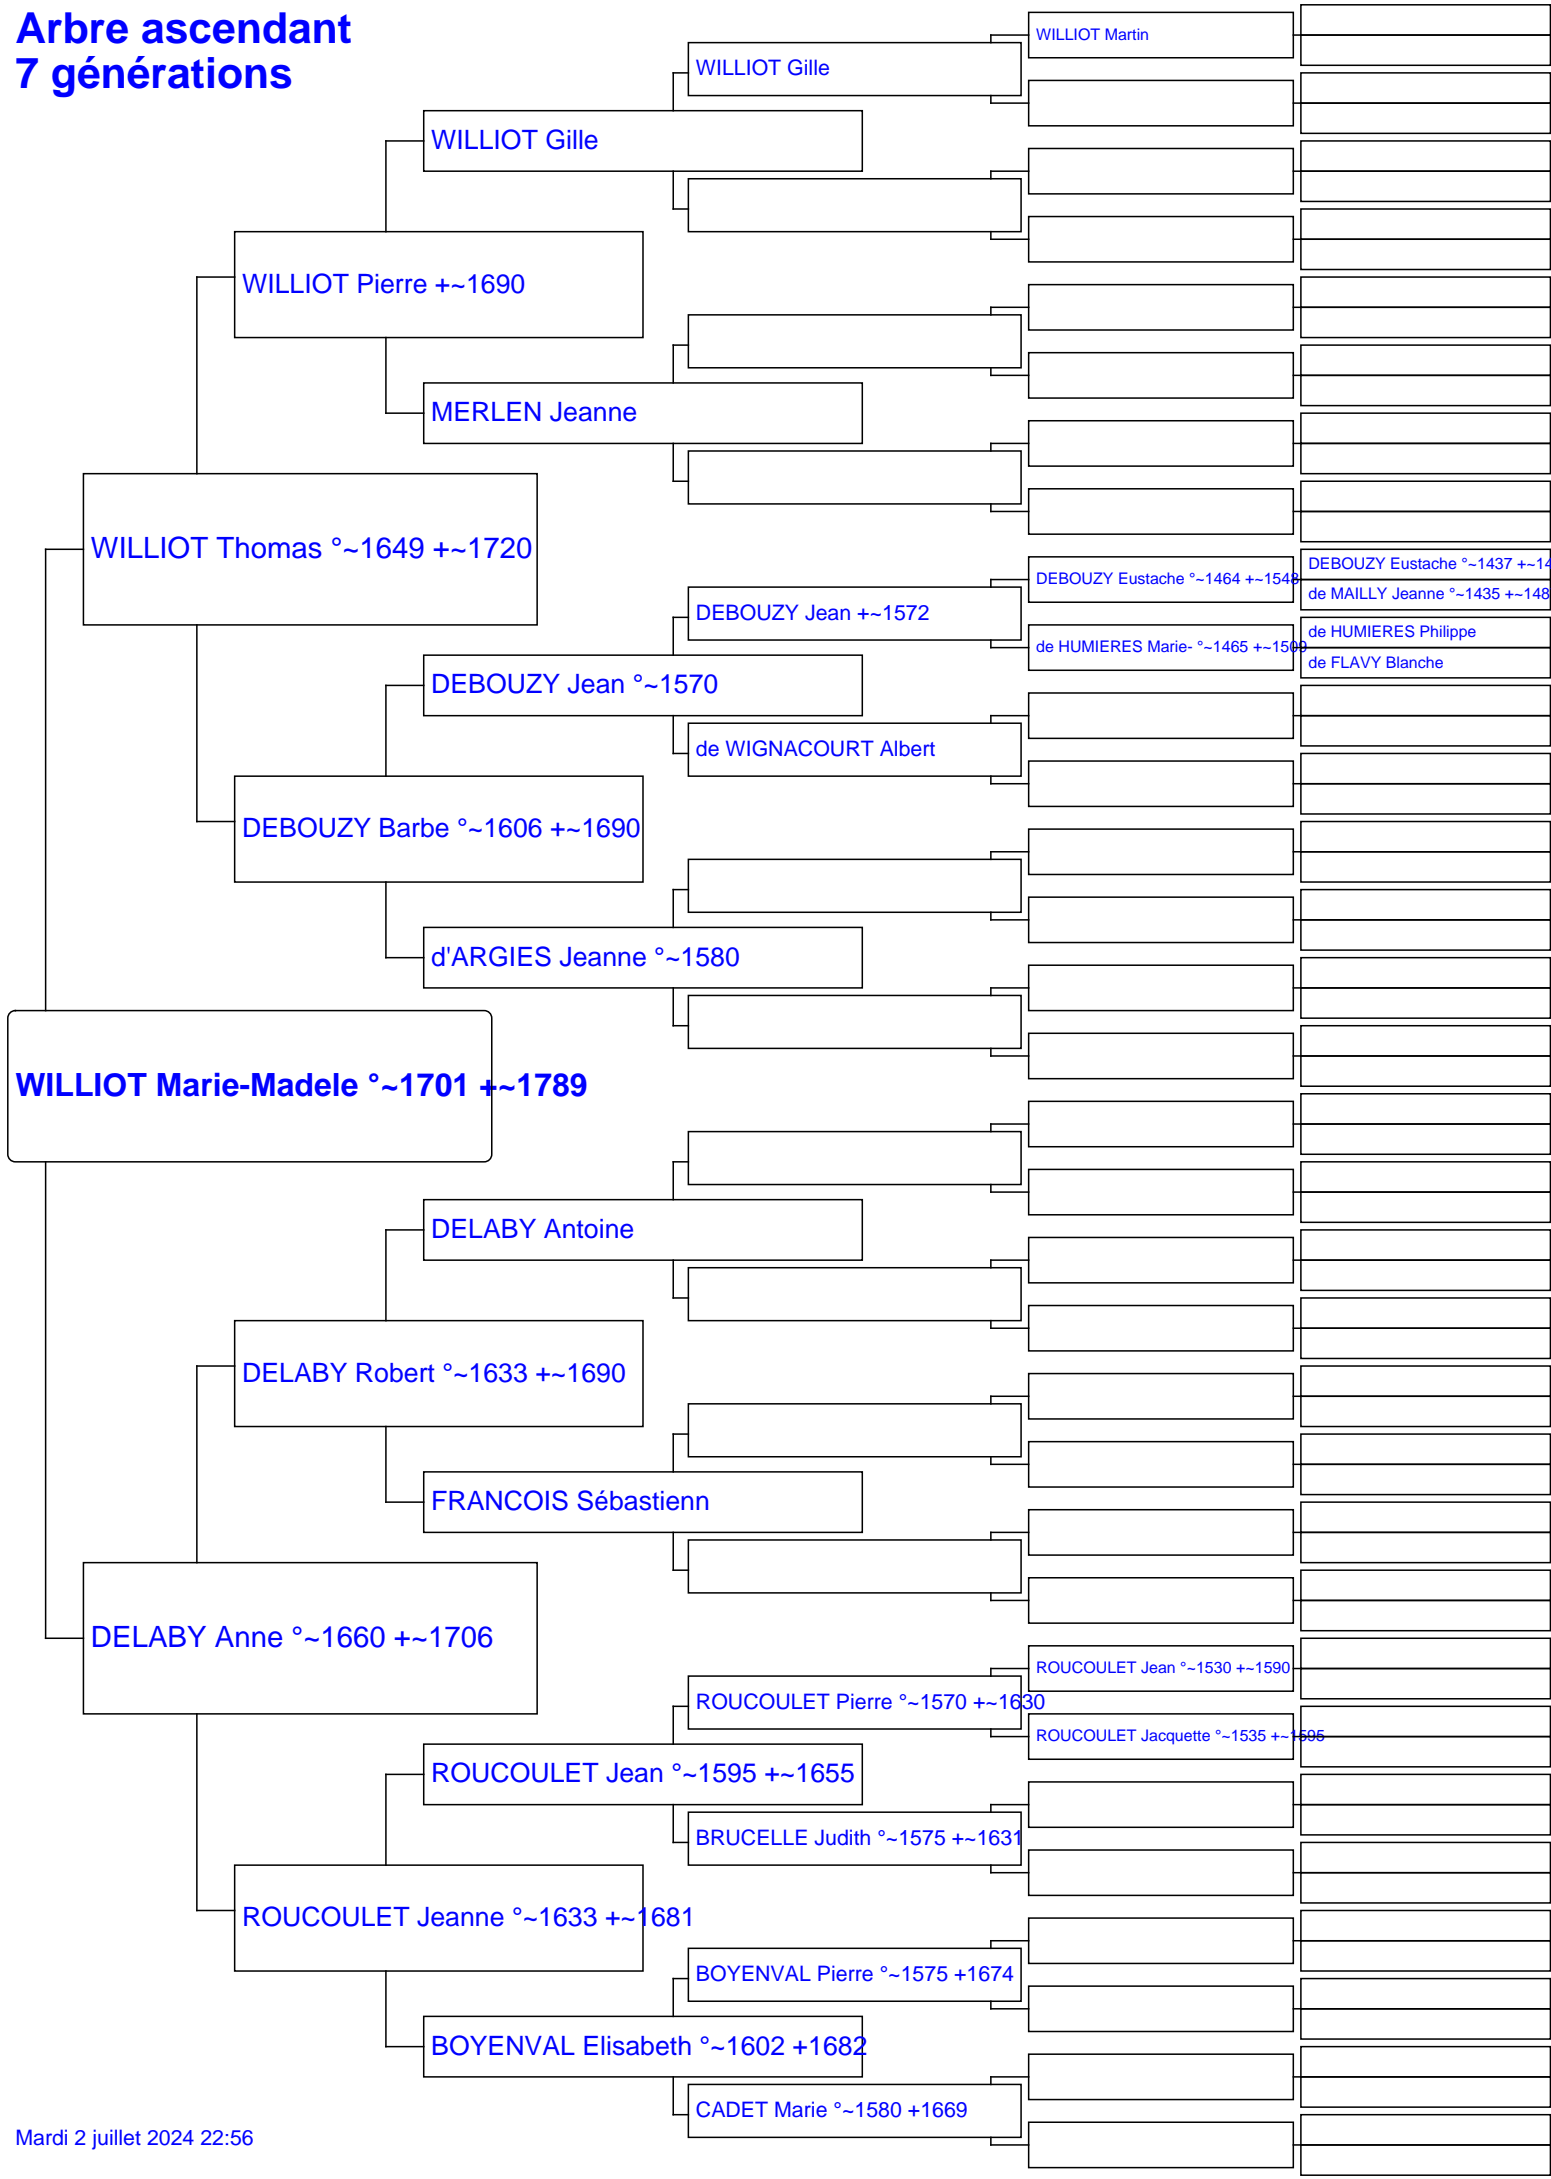 Arbre ascendant
7 générations
WILLIOT Martin
WILLIOT Gille
WILLIOT Gille
WILLIOT Pierre +~1690
MERLEN Jeanne
WILLIOT Thomas °~1649 +~1720
DEBOUZY Eustache °~1437 +~14
DEBOUZY Eustache °~1464 +~1548
de MAILLY Jeanne °~1435 +~148
DEBOUZY Jean +~1572
de HUMIERES Philippe
de HUMIERES Marie- °~1465 +~1509
de FLAVY Blanche
DEBOUZY Jean °~1570
de WIGNACOURT Albert
DEBOUZY Barbe °~1606 +~1690
d'ARGIES Jeanne °~1580
WILLIOT Marie-Madele °~1701 +~1789
DELABY Antoine
DELABY Robert °~1633 +~1690
FRANCOIS Sébastienn
DELABY Anne °~1660 +~1706
ROUCOULET Jean °~1530 +~1590
ROUCOULET Pierre °~1570 +~1630
ROUCOULET Jacquette °~1535 +~1595
ROUCOULET Jean °~1595 +~1655
BRUCELLE Judith °~1575 +~1631
ROUCOULET Jeanne °~1633 +~1681
BOYENVAL Pierre °~1575 +1674
BOYENVAL Elisabeth °~1602 +1682
CADET Marie °~1580 +1669
Mardi 2 juillet 2024 22:56